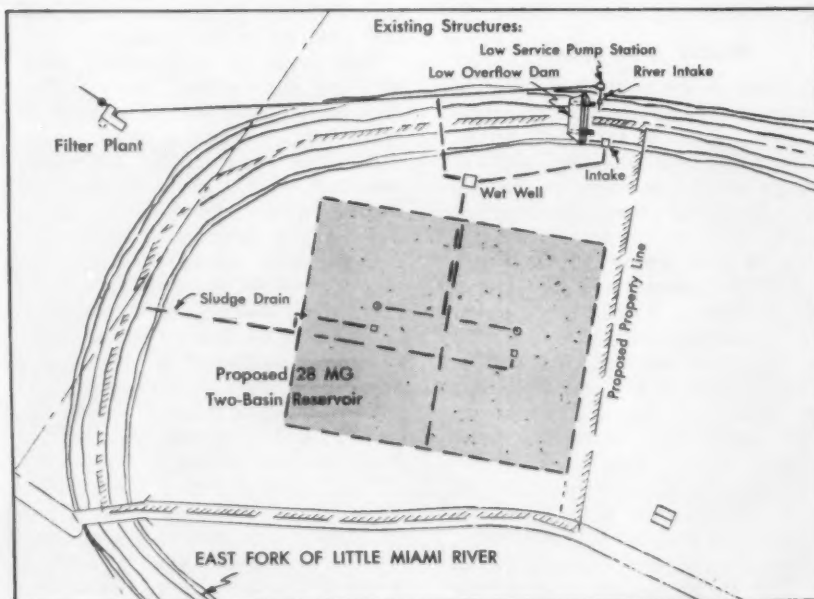 Existing Structures:
Low Service Pump Station
Low Overflow Dam
River Intake
Filter Plant
Wet Well
Intake
Proposed Property Line
Sludge Drain
Proposed 28 MG
Two-Basin Reservoir
EAST FORK OF LITTLE MIAMI RIVER